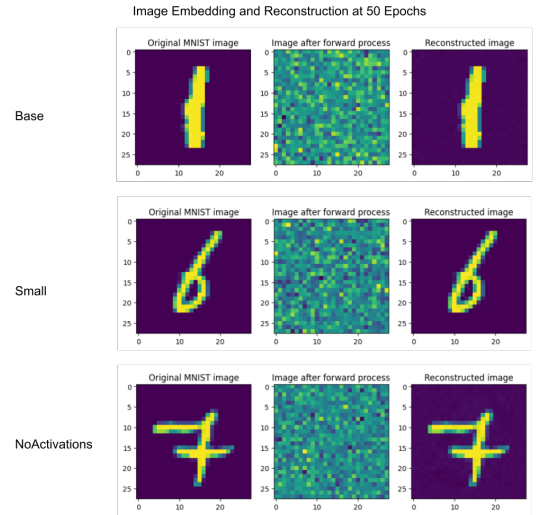 Image Embedding and Reconstruction at 50 Epochs
Base
Original MNIST image
0
5
10
15
20
25
0 10 20
Image after forward process
0
5
10
15
20
25
0 10 20
Reconstructed image
0
5
10
15
20
25
0 10 20
Small
Original MNIST image
0
5
10
15
20
25
0 10 20
Image after forward process
0
5
10
15
20
25
0 10 20
Reconstructed image
0
5
10
15
20
25
0 10 20
NoActivations
Original MNIST image
0
5
10
15
20
25
0 10 20
Image after forward process
0
5
10
15
20
25
0 10 20
Reconstructed image
0
5
10
15
20
25
0 10 20